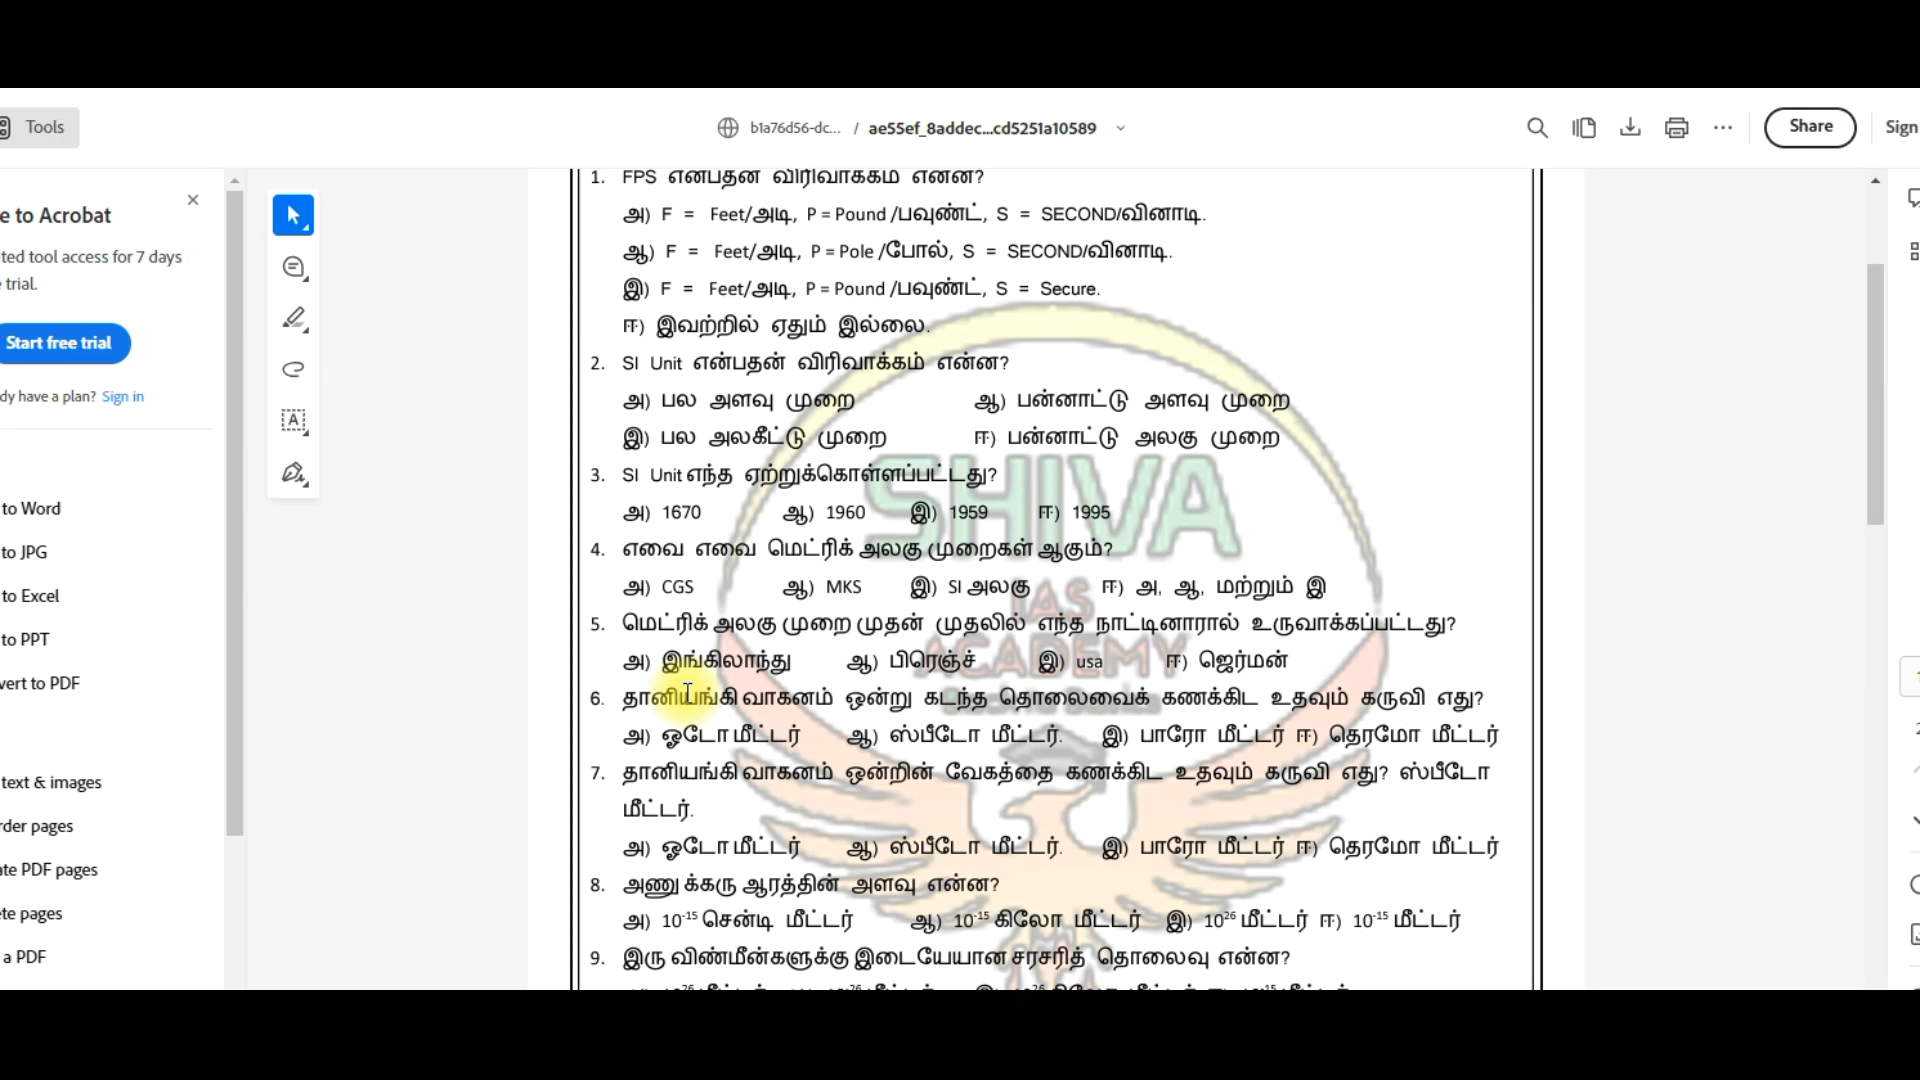 Tools
b1a76d56-dc... / ae55ef_8addec...cd5251a10589
Share
Sign
e to Acrobat
ted tool access for 7 days
trial.
Start free trial
dy have a plan? Sign in
to Word
to JPG
to Excel
to PPT
vert to PDF
text & images
rder pages
ate PDF pages
ete pages
a PDF
1. FPS என்பதன் விரிவாக்கம் என்ன?
அ) F = Feet/அடி, P = Pound /பவுண்ட், S = SECOND/வினாடி.
ஆ) F = Feet/அடி, P = Pole /போல், S = SECOND/வினாடி.
இ) F = Feet/அடி, P = Pound /பவுண்ட், S = Secure.
ஈ) இவற்றில் ஏதும் இல்லை.
2. SI Unit என்பதன் விரிவாக்கம் என்ன?
அ) பல அளவு முறை ஆ) பன்னாட்டு அளவு முறை
இ) பல அலகீட்டு முறை ஈ) பன்னாட்டு அலகு முறை
3. SI Unit எந்த ஏற்றுக்கொள்ளப்பட்டது?
அ) 1670 ஆ) 1960 இ) 1959 ஈ) 1995
4. எவை எவை மெட்ரிக் அலகு முறைகள் ஆகும்?
அ) CGS ஆ) MKS இ) SI அலகு ஈ) அ, ஆ, மற்றும் இ
5. மெட்ரிக் அலகு முறை முதன் முதலில் எந்த நாட்டினாரால் உருவாக்கப்பட்டது?
அ) இங்கிலாந்து ஆ) பிரெஞ்ச் இ) usa ஈ) ஜெர்மன்
6. தானியங்கி வாகனம் ஒன்று கடந்த தொலைவைக் கணக்கிட உதவும் கருவி எது?
அ) ஓடோ மீட்டர் ஆ) ஸ்பீடோ மீட்டர். இ) பாரோ மீட்டர் ஈ) தெரமோ மீட்டர்
7. தானியங்கி வாகனம் ஒன்றின் வேகத்தை கணக்கிட உதவும் கருவி எது? ஸ்பீடோ
மீட்டர்.
அ) ஓடோ மீட்டர் ஆ) ஸ்பீடோ மீட்டர். இ) பாரோ மீட்டர் ஈ) தெரமோ மீட்டர்
8. அணு க்கரு ஆரத்தின் அளவு என்ன?
அ) 10⁻¹⁵ சென்டி மீட்டர் ஆ) 10⁻¹⁵ கிலோ மீட்டர் இ) 10²⁶ மீட்டர் ஈ) 10⁻¹⁵ மீட்டர்
9. இரு விண்மீன்களுக்கு இடையேயான சரசரித் தொலைவு என்ன?
SHIVA
IAS
ACADEMY